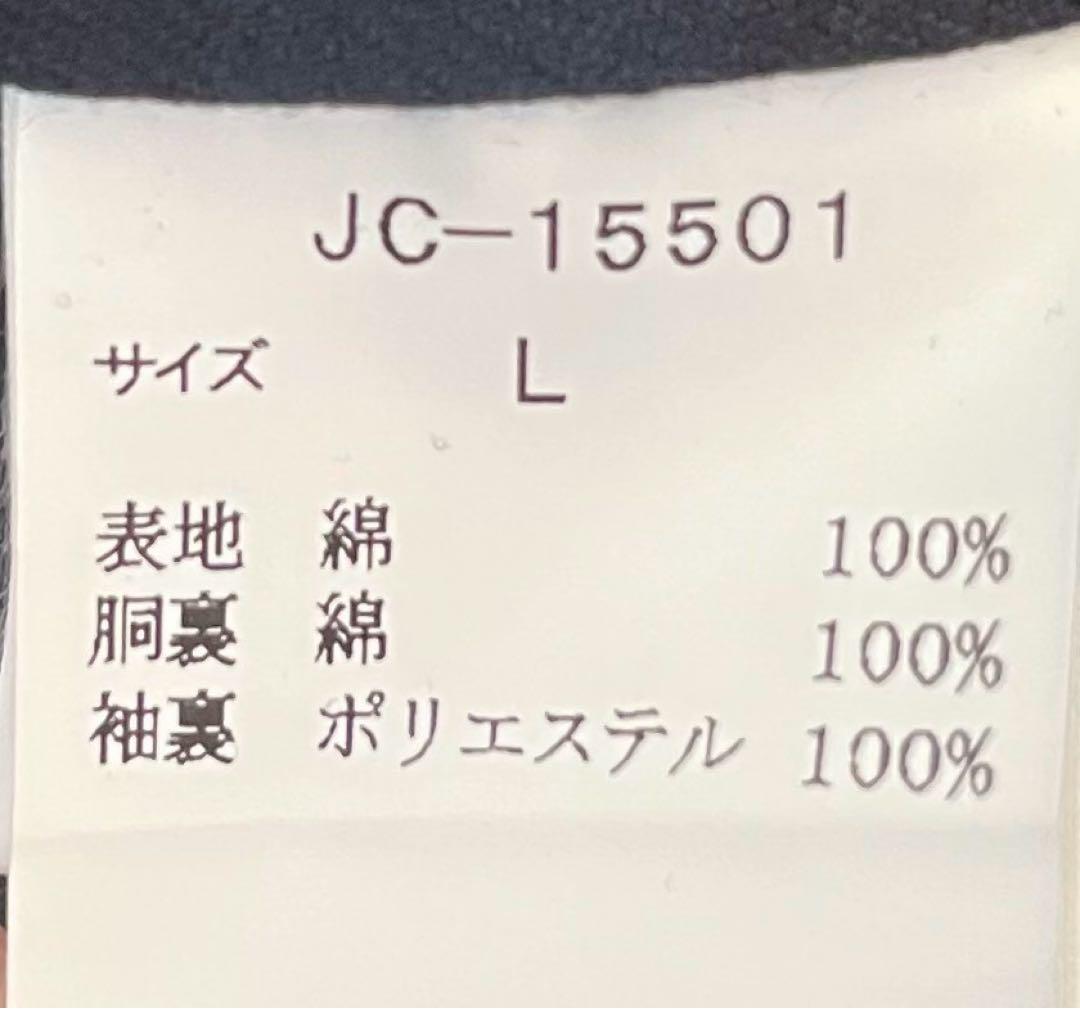 JC-15501
サイズ L
表地 綿 100%
胴裏 綿 100%
袖裏 ポリエステル 100%